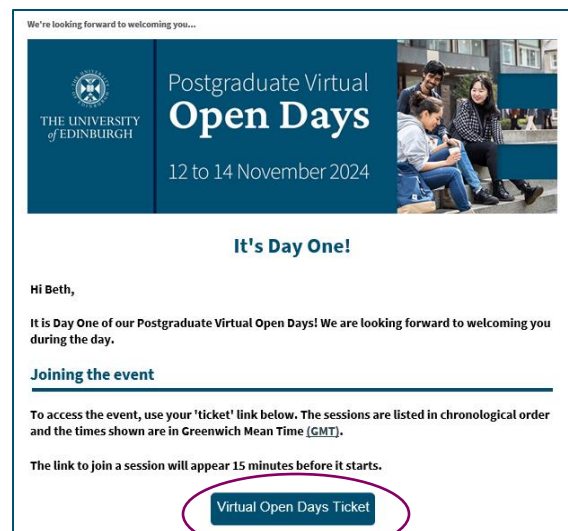 We're looking forward to welcoming you...
THE UNIVERSITY
of EDINBURGH
Postgraduate Virtual
Open Days
12 to 14 November 2024
It's Day One!
Hi Beth,
It is Day One of our Postgraduate Virtual Open Days! We are looking forward to welcoming you
during the day.
Joining the event
To access the event, use your 'ticket' link below. The sessions are listed in chronological order
and the times shown are in Greenwich Mean Time (GMT).
The link to join a session will appear 15 minutes before it starts.
Virtual Open Days Ticket